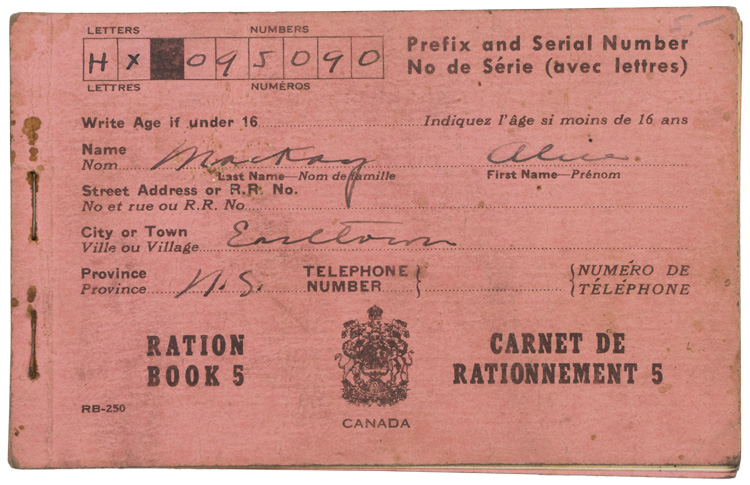 5.-
LETTERS NUMBERS
H X 0 9 5 0 9 0
LETTRES NUMÉROS
Prefix and Serial Number
No de Série (avec lettres)
Write Age if under 16 Indiquez l'âge si moins de 16 ans
Name
Nom MacKay Alice
Last Name—Nom de famille First Name—Prénom
Street Address or R.R. No.
No et rue ou R.R. No
City or Town
Ville ou Village Earltown
Province TELEPHONE NUMÉRO DE
Province N.S. NUMBER TÉLÉPHONE
RATION CARNET DE
BOOK 5 RATIONNEMENT 5
RB-250
CANADA